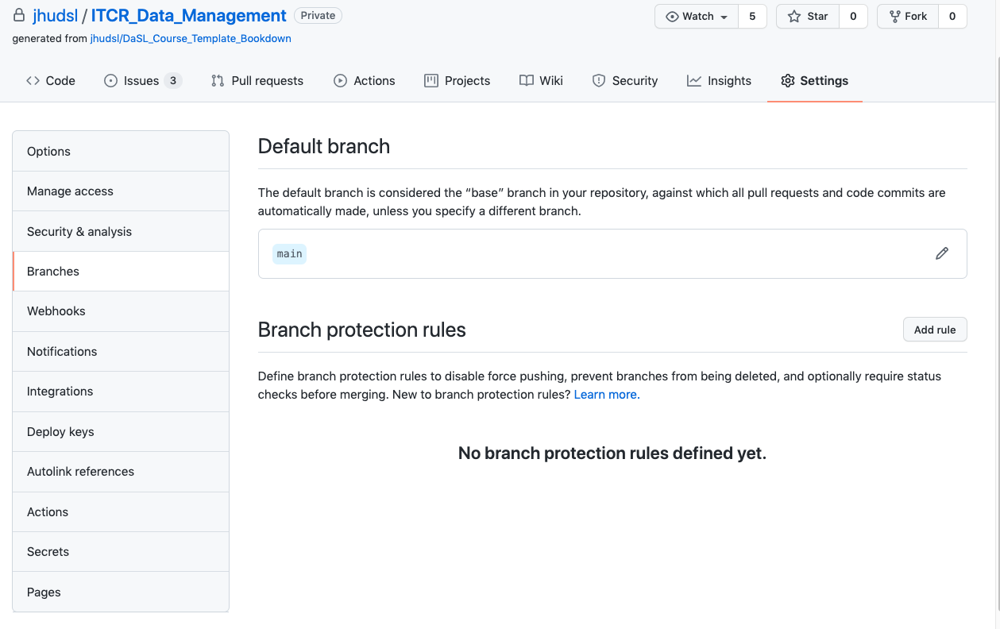 jhudsl / ITCR_Data_Management Private Watch 5 Star 0 Fork 0
generated from jhudsl/DaSL_Course_Template_Bookdown
Code Issues 3 Pull requests Actions Projects Wiki Security Insights Settings
Options
Manage access
Security & analysis
Branches
Webhooks
Notifications
Integrations
Deploy keys
Autolink references
Actions
Secrets
Pages
Default branch
The default branch is considered the “base” branch in your repository, against which all pull requests and code commits are
automatically made, unless you specify a different branch.
main
Branch protection rules Add rule
Define branch protection rules to disable force pushing, prevent branches from being deleted, and optionally require status
checks before merging. New to branch protection rules? Learn more.
No branch protection rules defined yet.